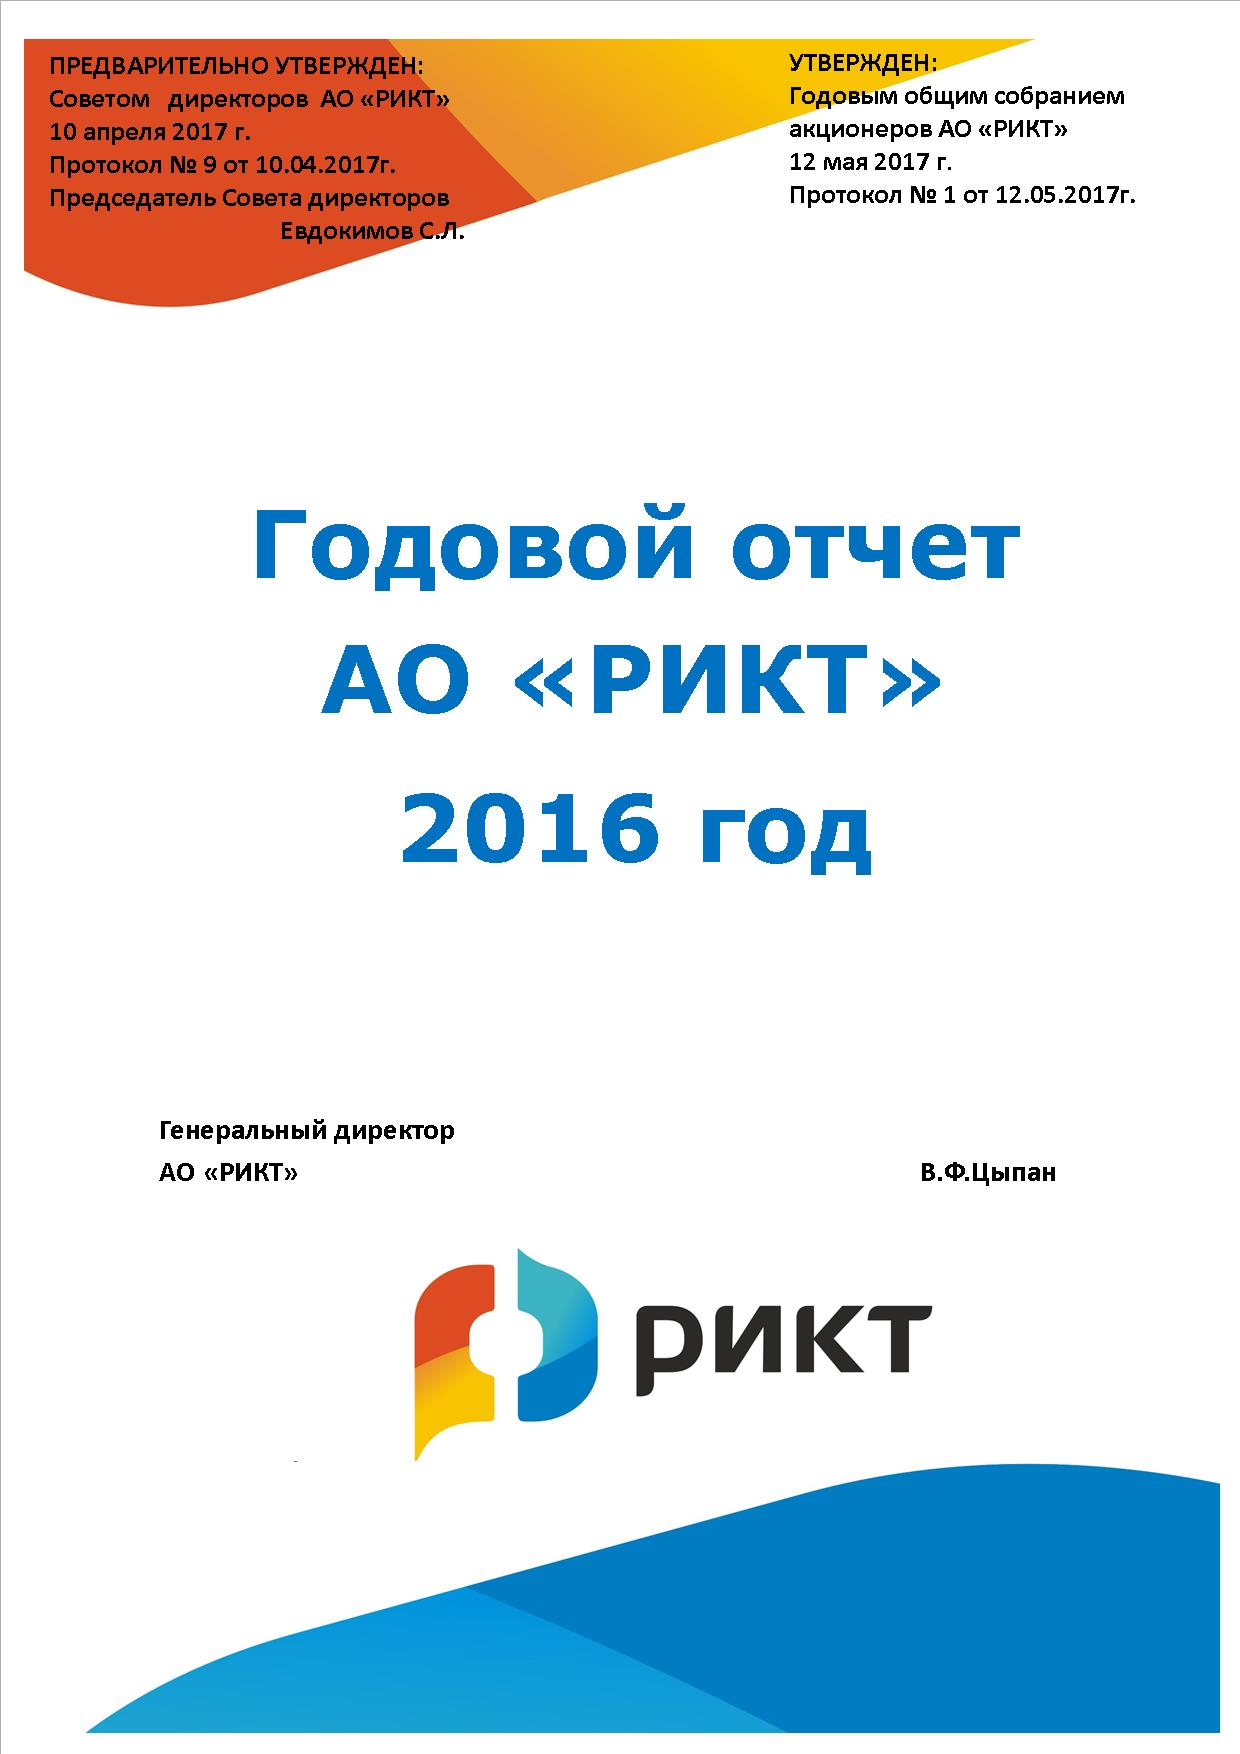 ПРЕДВАРИТЕЛЬНО УТВЕРЖДЕН:
Советом директоров АО «РИКТ»
10 апреля 2017 г.
Протокол № 9 от 10.04.2017г.
Председатель Совета директоров
Евдокимов С.Л.
УТВЕРЖДЕН:
Годовым общим собранием
акционеров АО «РИКТ»
12 мая 2017 г.
Протокол № 1 от 12.05.2017г.
Годовой отчет
АО «РИКТ»
2016 год
Генеральный директор
АО «РИКТ» В.Ф.Цыпан
РИКТ